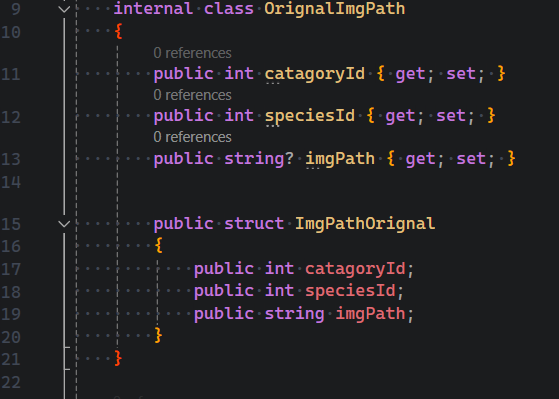 9 internal class OrignalImgPath
10 {
0 references
11 public int catagoryId { get; set; }
0 references
12 public int speciesId { get; set; }
0 references
13 public string? imgPath { get; set; }
14
15 public struct ImgPathOrignal
16 {
17 public int catagoryId;
18 public int speciesId;
19 public string imgPath;
20 }
21 }
22